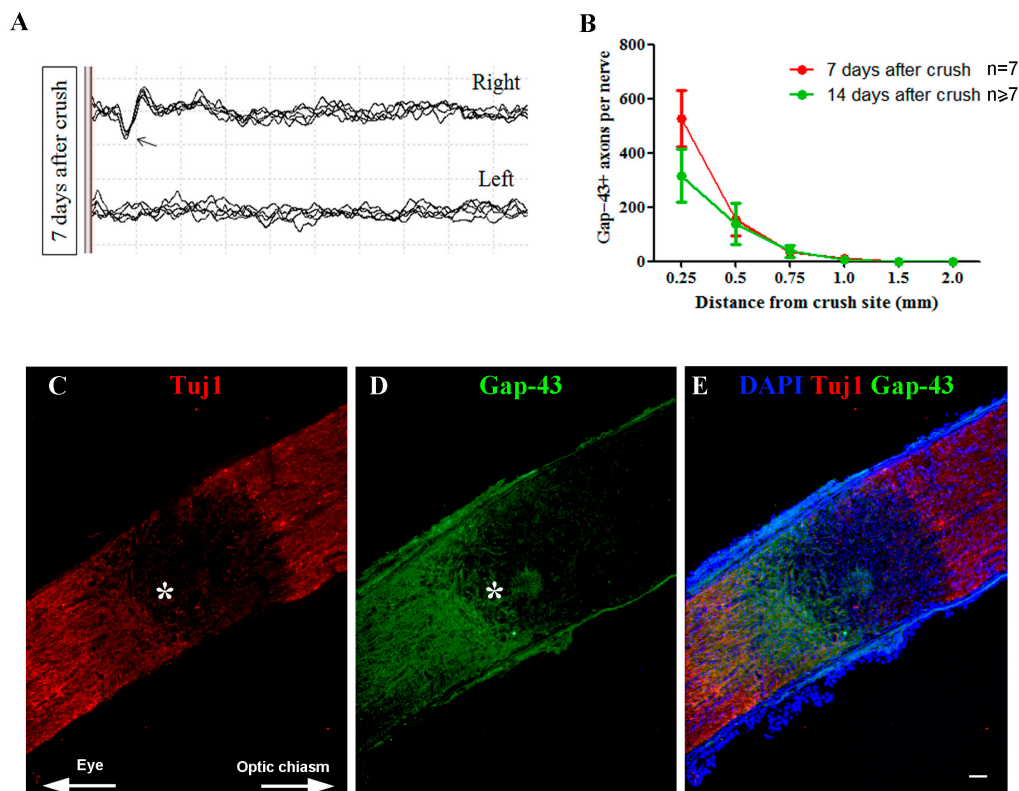 A
7 days after crush
Right
Left
B
Gap-43+ axons per nerve
800
600
400
200
0
7 days after crush n=7
14 days after crush n⩾7
0.25 0.5 0.75 1.0 1.5 2.0
Distance from crush site (mm)
C Tuj1
Eye
Optic chiasm
D Gap-43
*
*
E DAPI Tuj1 Gap-43